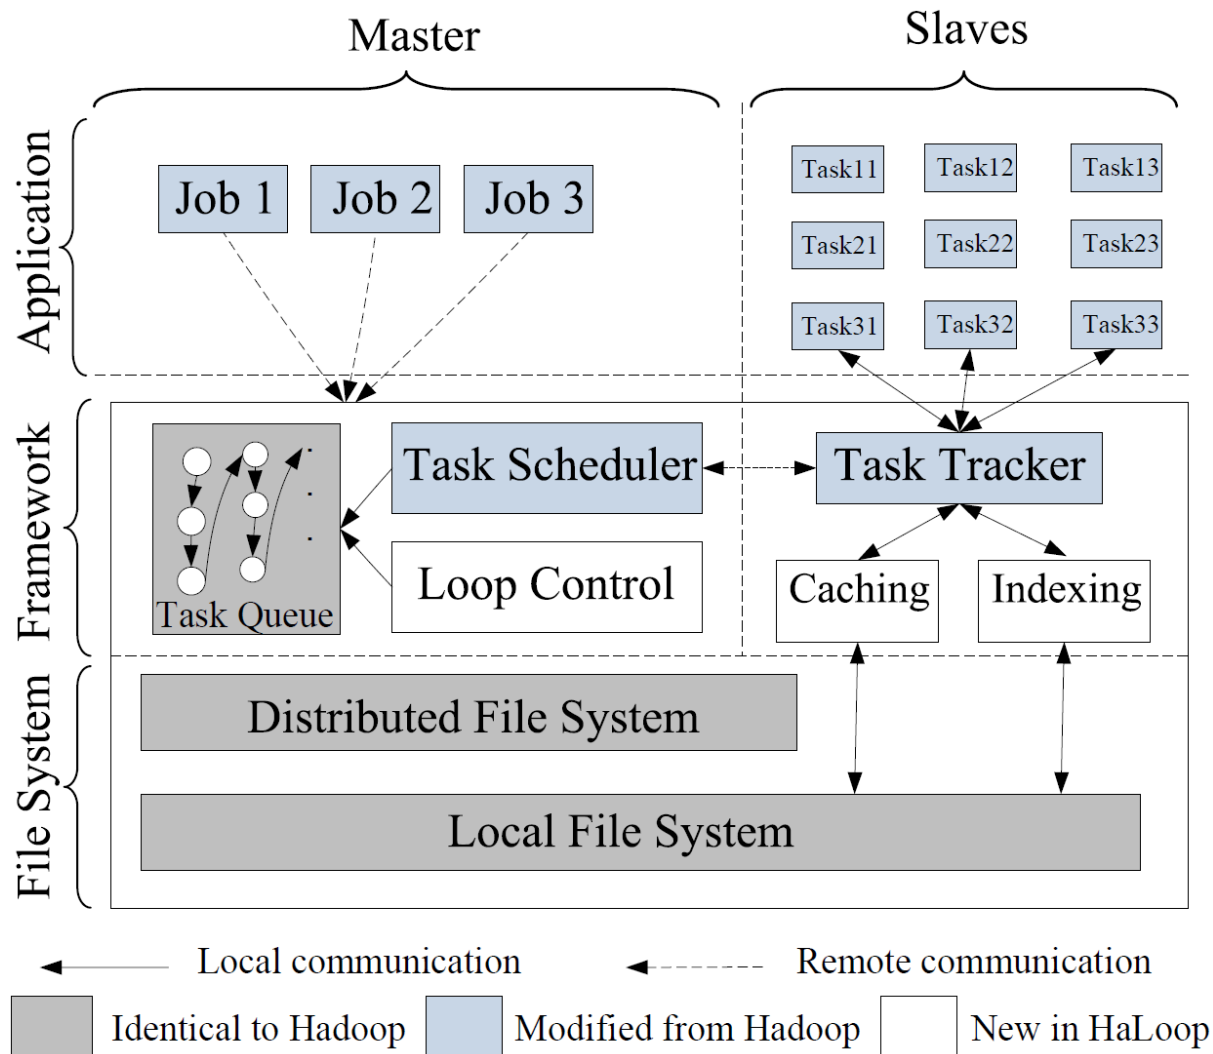 Master
Slaves
Application
Job 1
Job 2
Job 3
Task11
Task12
Task13
Task21
Task22
Task23
Task31
Task32
Task33
Framework
Task Queue
Task Scheduler
Loop Control
Task Tracker
Caching
Indexing
File System
Distributed File System
Local File System
Local communication
Remote communication
Identical to Hadoop
Modified from Hadoop
New in HaLoop